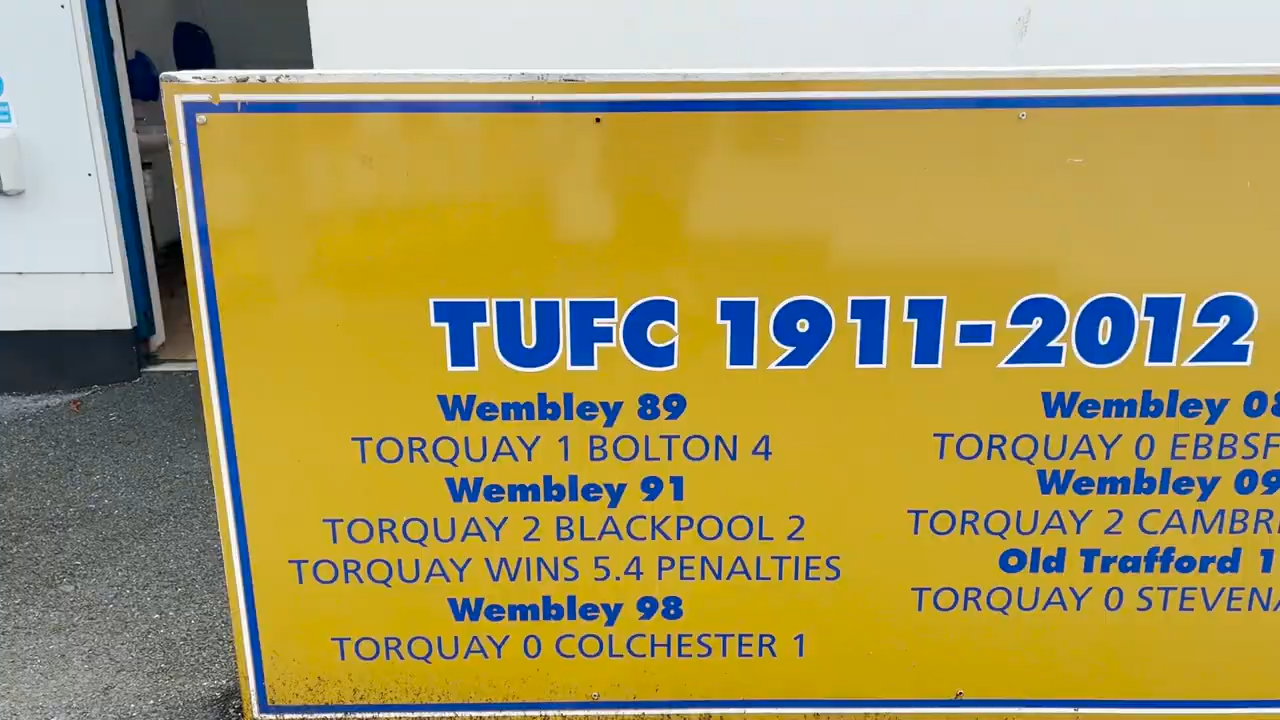 TUFC 1911-2012
Wembley 89
TORQUAY 1 BOLTON 4
Wembley 91
TORQUAY 2 BLACKPOOL 2
TORQUAY WINS 5.4 PENALTIES
Wembley 98
TORQUAY 0 COLCHESTER 1
Wembley
TORQUAY 0
Wembley
TORQUAY 2
Old Trafford
TORQUAY 0